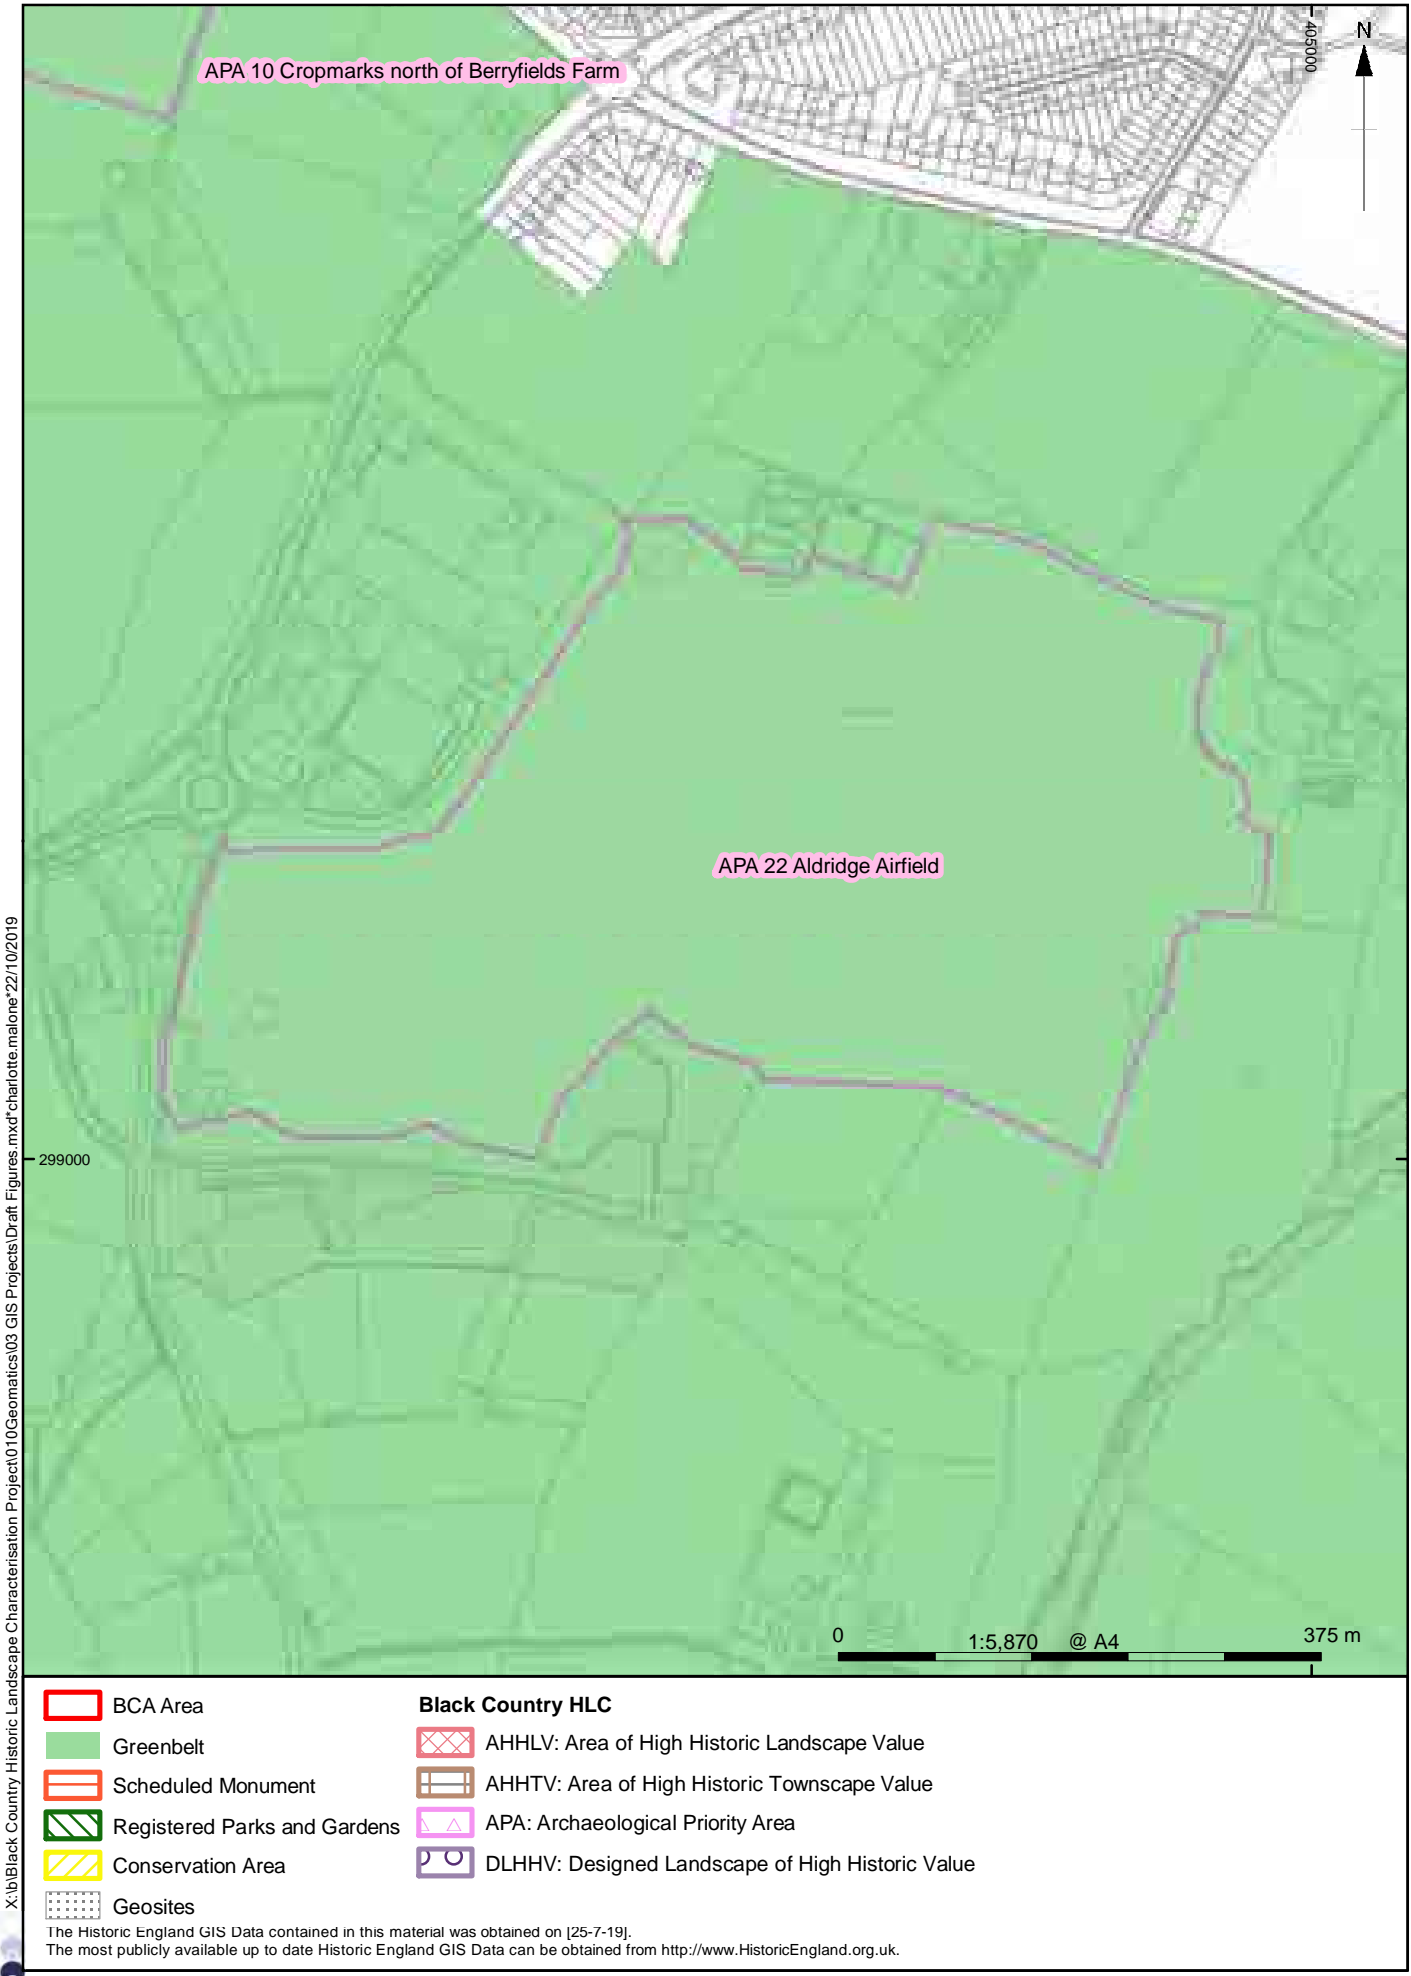 APA 10 Cropmarks north of Berryfields Farm
405000
N
APA 22 Aldridge Airfield
299000
0
1:5,870 @ A4
375 m
X:\b\Black Country Historic Landscape Characterisation Project\010Geomatics\03 GIS Projects\Draft Figures.mxd*charlotte.malone*22/10/2019
BCA Area
Greenbelt
Scheduled Monument
Registered Parks and Gardens
Conservation Area
Geosites
Black Country HLC
AHHLV: Area of High Historic Landscape Value
AHHTV: Area of High Historic Townscape Value
APA: Archaeological Priority Area
DLHHV: Designed Landscape of High Historic Value
The Historic England GIS Data contained in this material was obtained on [25-7-19].
The most publicly available up to date Historic England GIS Data can be obtained from http://www.HistoricEngland.org.uk.